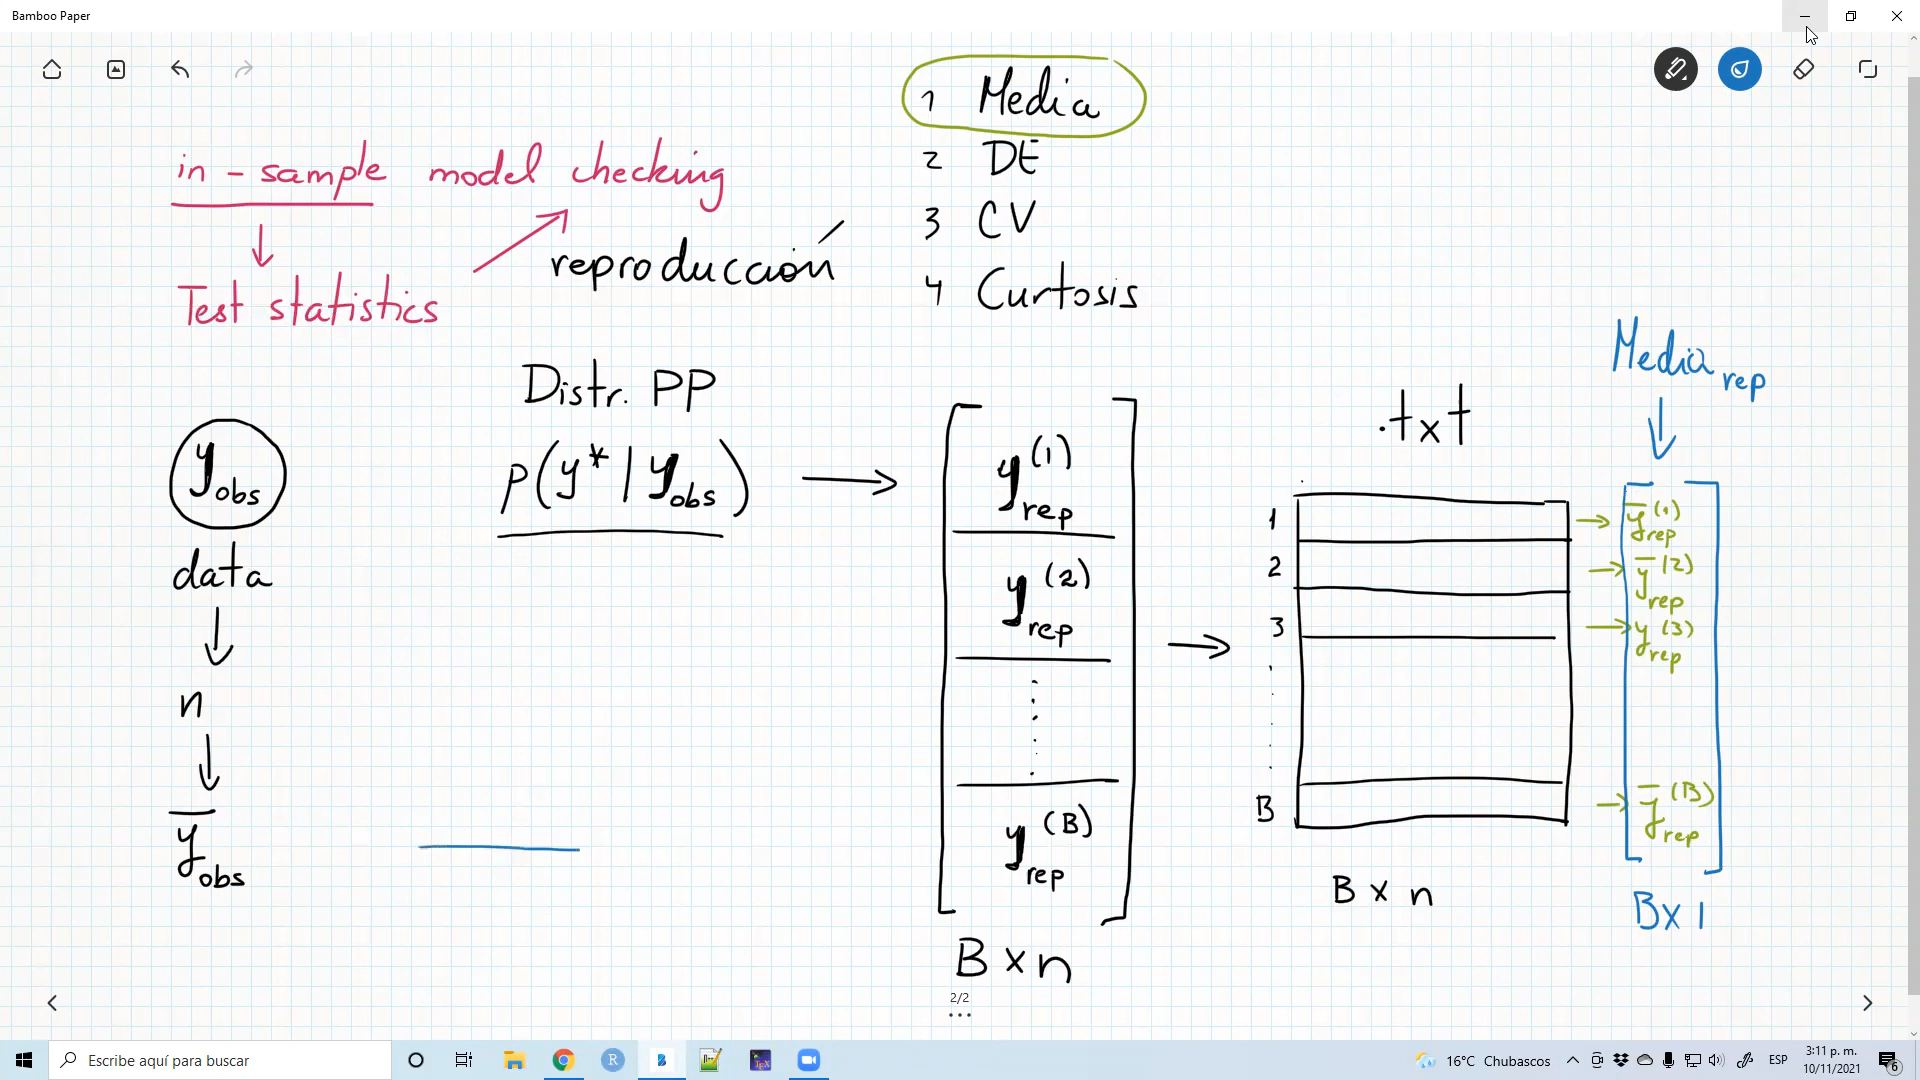 Bamboo Paper
1 Media
in - sample model checking
2 DE
3 CV
reproducción
4 Curtosis
Test statistics
Media rep
Distr. PP
.txt
y obs
p(y* | y obs)
y rep (1)
y rep (2)
y rep (B)
B x n
data
n
ȳ obs
1
2
3
B
B x n
ȳ rep (1)
ȳ rep (2)
y rep (3)
ȳ rep (B)
B x 1
2/2
Escribe aquí para buscar
16°C Chubascos
ESP
3:11 p. m.
10/11/2021
6